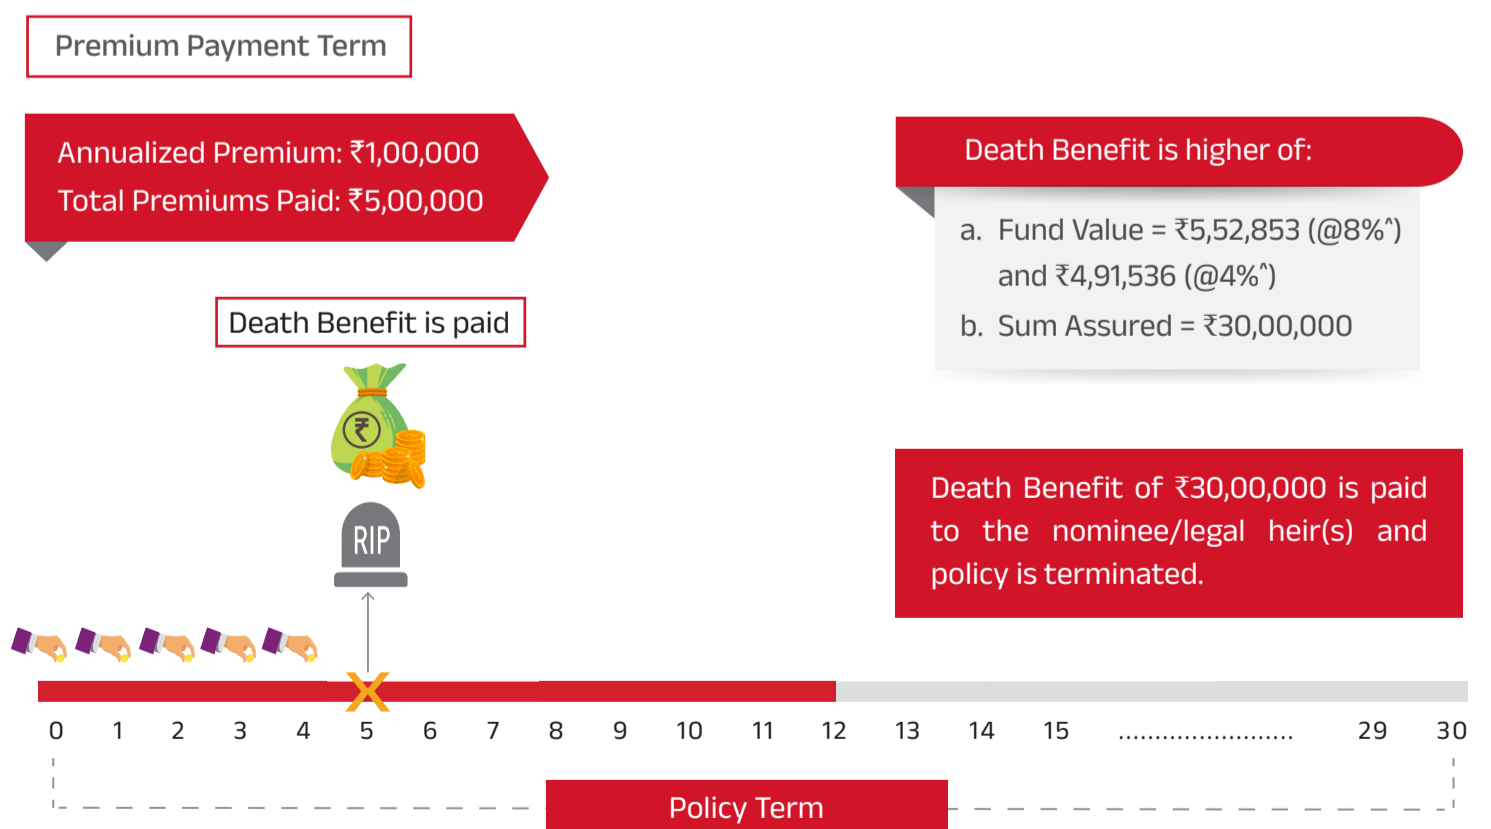 Premium Payment Term
Annualized Premium: ₹1,00,000
Total Premiums Paid: ₹5,00,000
Death Benefit is paid
₹
RIP
Death Benefit is higher of:
a. Fund Value = ₹5,52,853 (@8%^)
and ₹4,91,536 (@4%^)
b. Sum Assured = ₹30,00,000
Death Benefit of ₹30,00,000 is paid
to the nominee/legal heir(s) and
policy is terminated.
0 1 2 3 4 5 6 7 8 9 10 11 12 13 14 15 ........................ 29 30
Policy Term